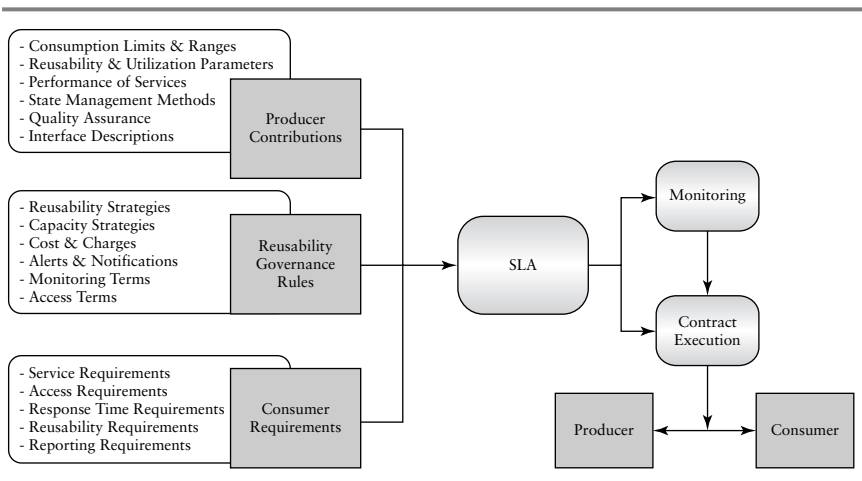 - Consumption Limits & Ranges
- Reusability & Utilization Parameters
- Performance of Services
- State Management Methods
- Quality Assurance
- Interface Descriptions
Producer
Contributions
- Reusability Strategies
- Capacity Strategies
- Cost & Charges
- Alerts & Notifications
- Monitoring Terms
- Access Terms
Reusability
Governance
Rules
- Service Requirements
- Access Requirements
- Response Time Requirements
- Reusability Requirements
- Reporting Requirements
Consumer
Requirements
SLA
Monitoring
Contract
Execution
Producer
Consumer